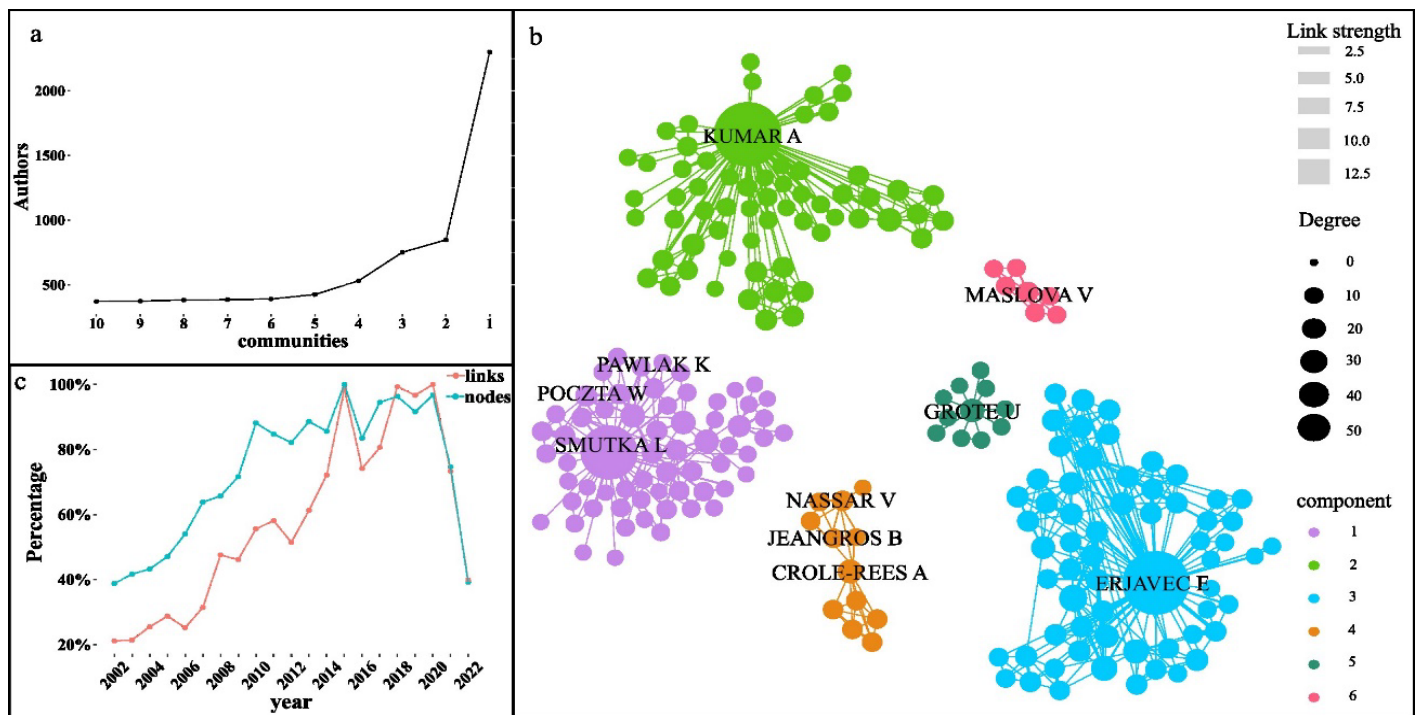 a
2000
1500
1000
500
Authors
10 9 8 7 6 5 4 3 2 1
communities
b
KUMAR A
MASLOVA V
PAWLAK K
POCZTA W
SMUTKA L
GROTE U
NASSAR V
JEANGROS B
CROLE-REES A
ERJAVEC E
Link strength
2.5
5.0
7.5
10.0
12.5
Degree
0
10
20
30
40
50
component
1
2
3
4
5
6
c
links
nodes
100%
80%
60%
40%
20%
Percentage
2002 2004 2006 2008 2010 2012 2014 2016 2018 2020 2022
year